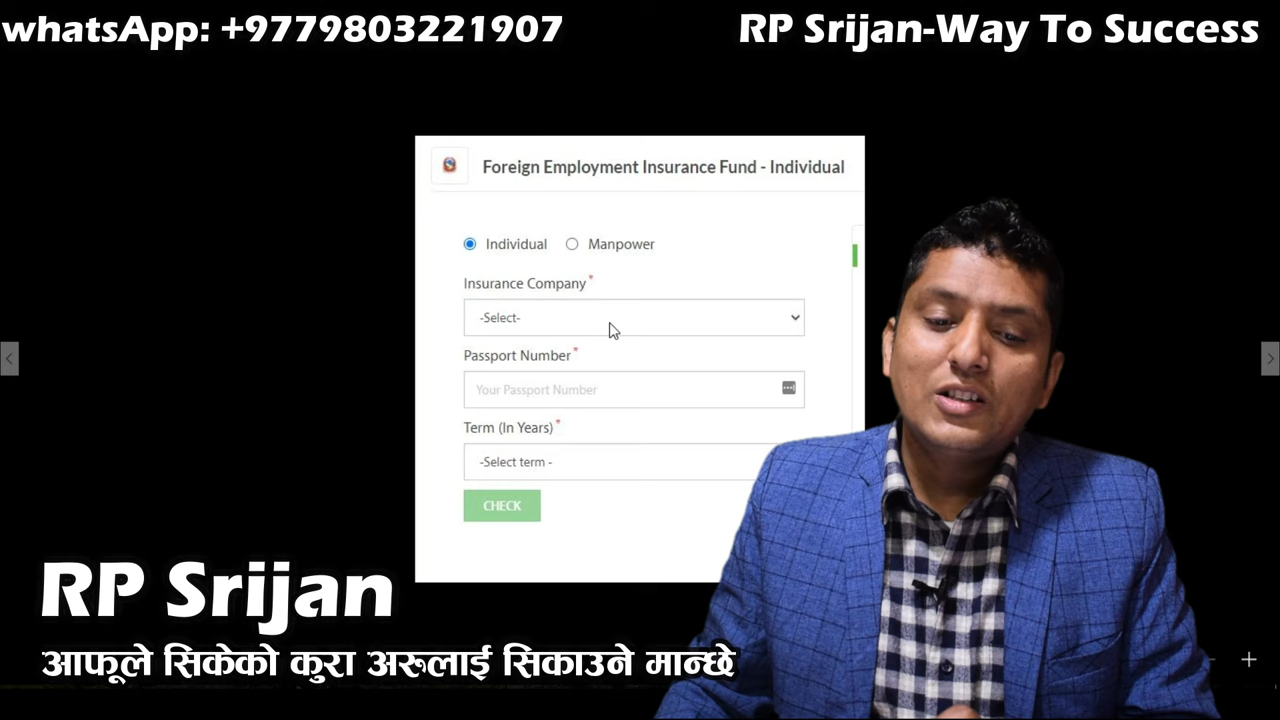 whatsApp: +9779803221907
RP Srijan-Way To Success
Foreign Employment Insurance Fund - Individual
Individual
Manpower
Insurance Company *
-Select-
Passport Number *
Your Passport Number
Term (In Years) *
-Select term -
CHECK
RP Srijan
आफूले सिकेको कुरा अरुलाई सिकाउने मान्छे